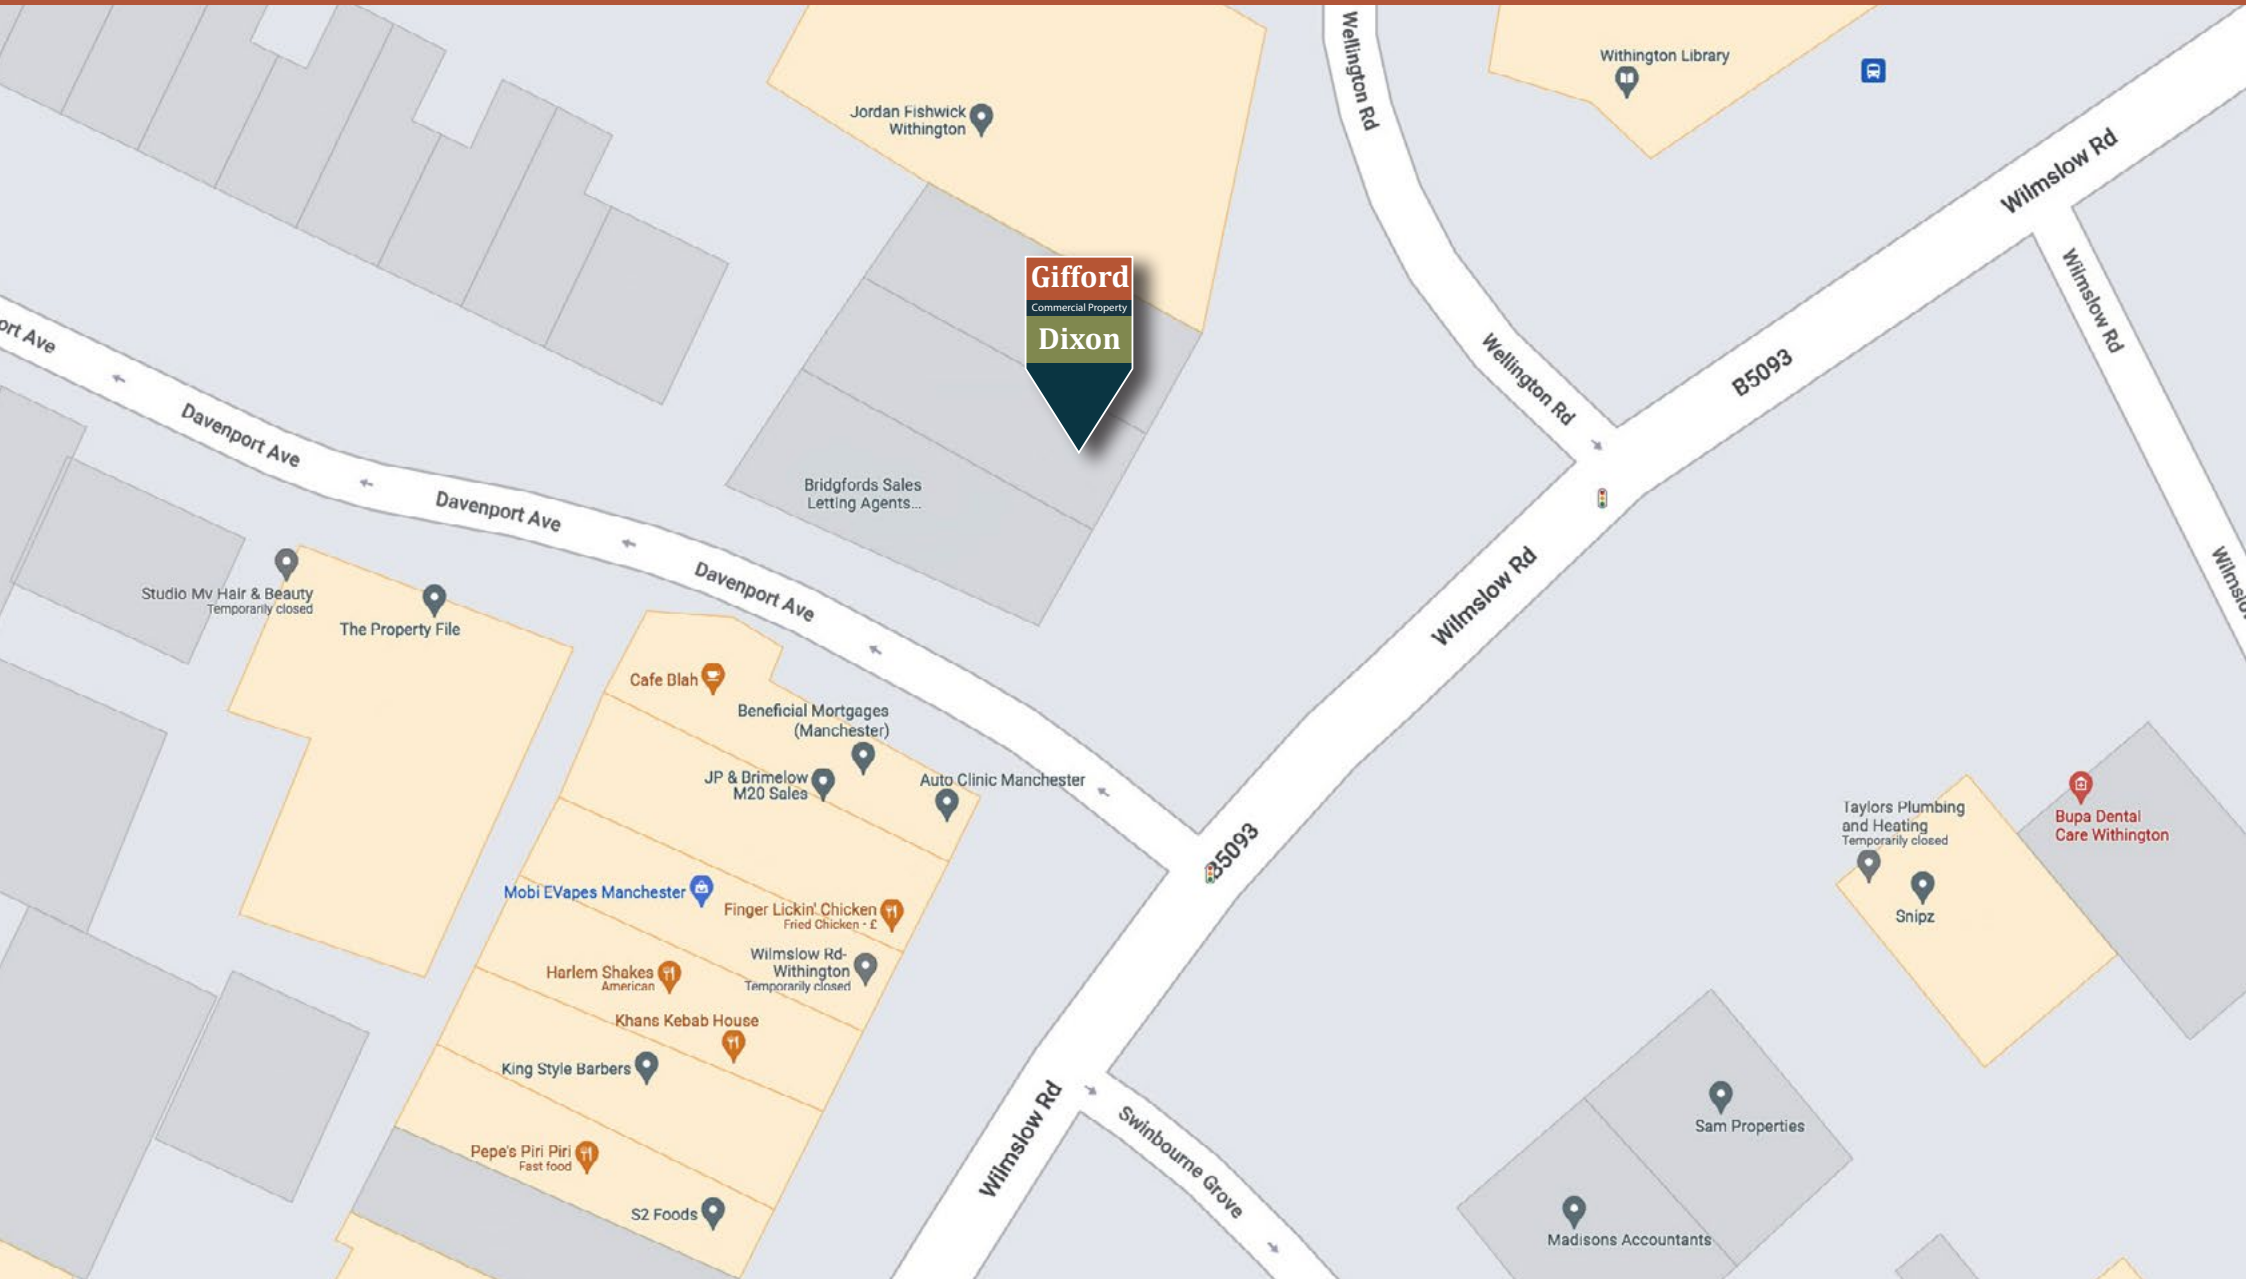 Wellington Rd
Withington Library
Jordan Fishwick
Withington
Wilmslow Rd
Gifford
Commercial Property
Dixon
Wilmslow Rd
ort Ave
Wellington Rd
B5093
Davenport Ave
Davenport Ave
Bridgfords Sales
Letting Agents...
Davenport Ave
Wilmslow Rd
Studio Mv Hair & Beauty
Temporarily closed
The Property File
Cafe Blah
Beneficial Mortgages
(Manchester)
JP & Brimelow
M20 Sales
Auto Clinic Manchester
B5093
Taylors Plumbing
and Heating
Temporarily closed
Bupa Dental
Care Withington
Snipz
Mobi EVapes Manchester
Finger Lickin' Chicken
Fried Chicken · £
Wilmslow Rd-
Withington
Temporarily closed
Harlem Shakes
American
Khans Kebab House
King Style Barbers
Wilmslow Rd
Swinbourne Grove
Sam Properties
Pepe's Piri Piri
Fast food
S2 Foods
Madisons Accountants